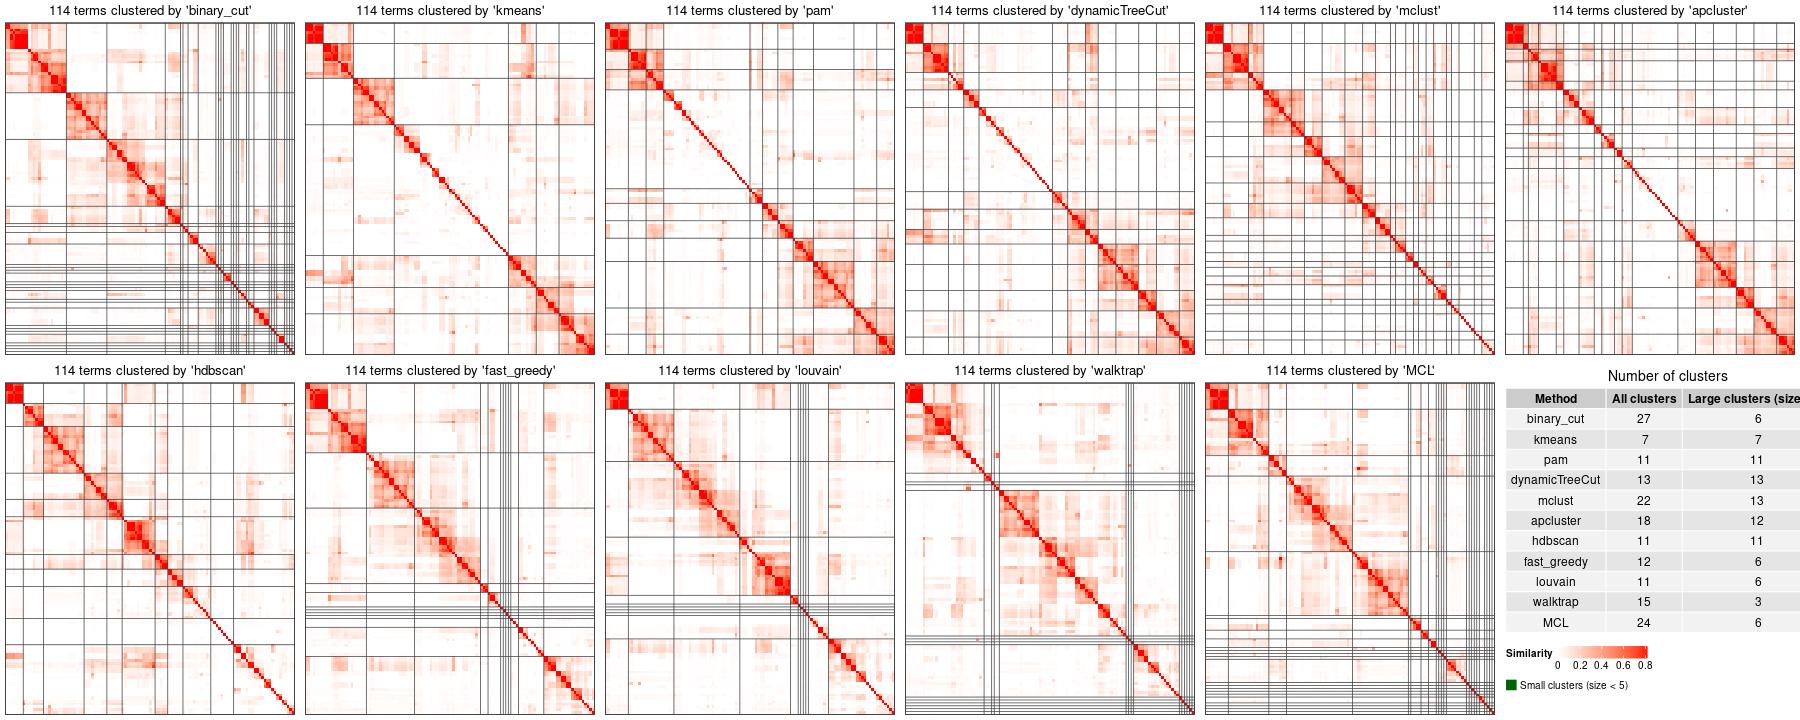 114 terms clustered by 'binary_cut'
114 terms clustered by 'kmeans'
114 terms clustered by 'pam'
114 terms clustered by 'dynamicTreeCut'
114 terms clustered by 'mclust'
114 terms clustered by 'apcluster'
114 terms clustered by 'hdbscan'
114 terms clustered by 'fast_greedy'
114 terms clustered by 'louvain'
114 terms clustered by 'walktrap'
114 terms clustered by 'MCL'
Number of clusters
Method All clusters Large clusters (size
binary_cut 27 6
kmeans 7 7
pam 11 11
dynamicTreeCut 13 13
mclust 22 13
apcluster 18 12
hdbscan 11 11
fast_greedy 12 6
louvain 11 6
walktrap 15 3
MCL 24 6
Similarity
0 0.2 0.4 0.6 0.8
Small clusters (size < 5)